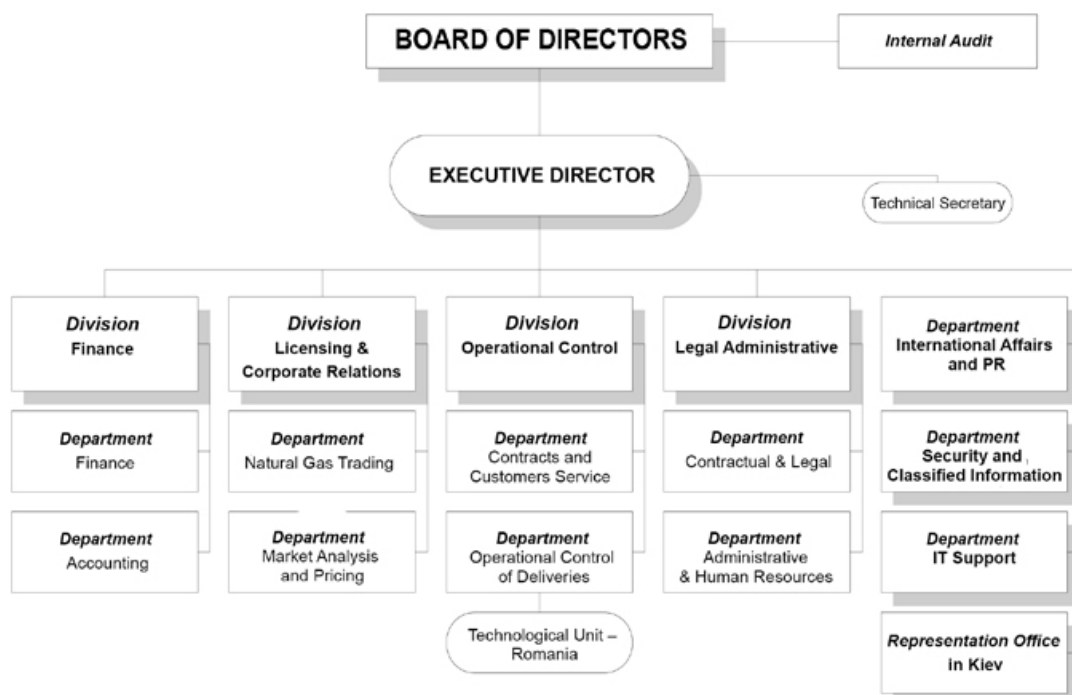 BOARD OF DIRECTORS
Internal Audit
EXECUTIVE DIRECTOR
Technical Secretary
Division
Finance
Division
Licensing &
Corporate Relations
Division
Operational Control
Division
Legal Administrative
Department
International Affairs
and PR
Department
Finance
Department
Natural Gas Trading
Department
Contracts and
Customers Service
Department
Contractual & Legal
Department
Security and
Classified Information
Department
Accounting
Department
Market Analysis
and Pricing
Department
Operational Control
of Deliveries
Department
Administrative
& Human Resources
Department
IT Support
Technological Unit –
Romania
Representation Office
in Kiev